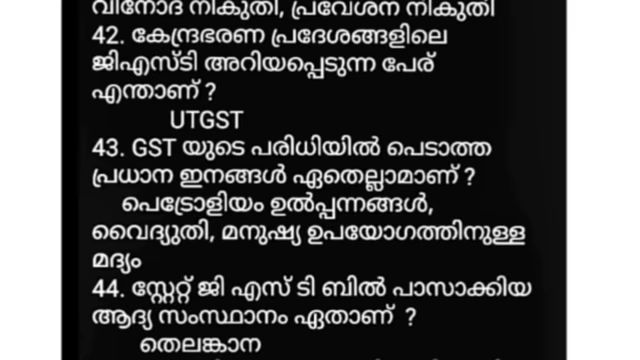 വിനോദ നികുതി, പ്രവേശന നികുതി
42. കേന്ദ്രഭരണ പ്രദേശങ്ങളിലെ
ജിഎസ്ടി അറിയപ്പെടുന്ന പേര്
എന്താണ് ?
UTGST
43. GST യുടെ പരിധിയിൽ പെടാത്ത
പ്രധാന ഇനങ്ങൾ ഏതെല്ലാമാണ് ?
പെട്രോളിയം ഉൽപ്പന്നങ്ങൾ,
വൈദ്യുതി, മനുഷ്യ ഉപയോഗത്തിനുള്ള
മദ്യം
44. സ്റ്റേറ്റ് ജി എസ് ടി ബിൽ പാസാക്കിയ
ആദ്യ സംസ്ഥാനം ഏതാണ് ?
തെലങ്കാന